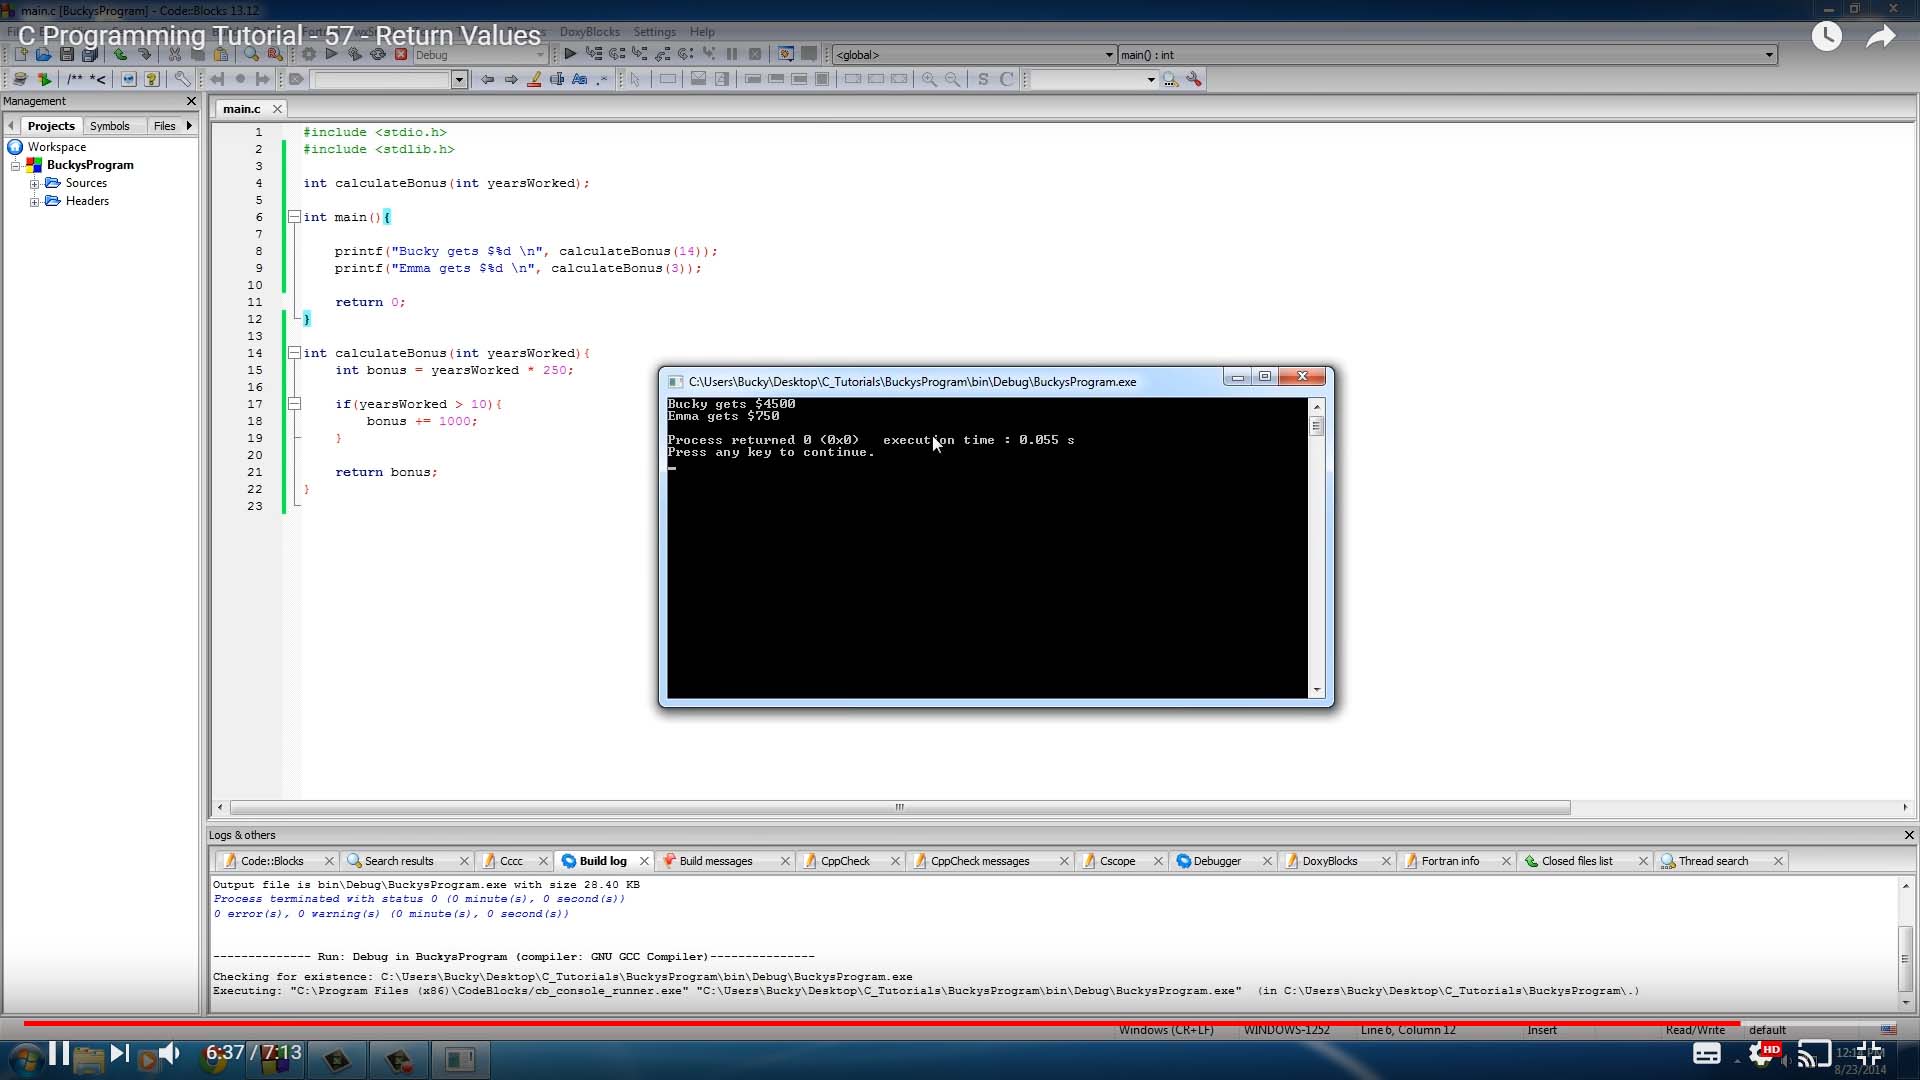 main.c [BuckysProgram] - Code::Blocks 13.12
C Programming Tutorial - 57 - Return Values
DoxyBlocks Settings Help
Debug
<global>
main() : int
/** *<
S C
Management
main.c
Projects Symbols Files
Workspace
BuckysProgram
Sources
Headers
1 #include <stdio.h>
2 #include <stdlib.h>
3
4 int calculateBonus(int yearsWorked);
5
6 int main(){
7
8 printf("Bucky gets $%d \n", calculateBonus(14));
9 printf("Emma gets $%d \n", calculateBonus(3));
10
11 return 0;
12 }
13
14 int calculateBonus(int yearsWorked){
15 int bonus = yearsWorked * 250;
16
17 if(yearsWorked > 10){
18 bonus += 1000;
19 }
20
21 return bonus;
22 }
23
C:\Users\Bucky\Desktop\C_Tutorials\BuckysProgram\bin\Debug\BuckysProgram.exe
Bucky gets $4500
Emma gets $750
Process returned 0 (0x0) execution time : 0.055 s
Press any key to continue.
Logs & others
Code::Blocks Search results Cccc Build log Build messages CppCheck CppCheck messages Cscope Debugger DoxyBlocks Fortran info Closed files list Thread search
Output file is bin\Debug\BuckysProgram.exe with size 28.40 KB
Process terminated with status 0 (0 minute(s), 0 second(s))
0 error(s), 0 warning(s) (0 minute(s), 0 second(s))
-------------- Run: Debug in BuckysProgram (compiler: GNU GCC Compiler)---------------
Checking for existence: C:\Users\Bucky\Desktop\C_Tutorials\BuckysProgram\bin\Debug\BuckysProgram.exe
Executing: "C:\Program Files (x86)\CodeBlocks/cb_console_runner.exe" "C:\Users\Bucky\Desktop\C_Tutorials\BuckysProgram\bin\Debug\BuckysProgram.exe" (in C:\Users\Bucky\Desktop\C_Tutorials\BuckysProgram\.)
Windows (CR+LF) WINDOWS-1252 Line 6, Column 12 Insert Read/Write default
6:37 / 7:13
HD
8/23/2014